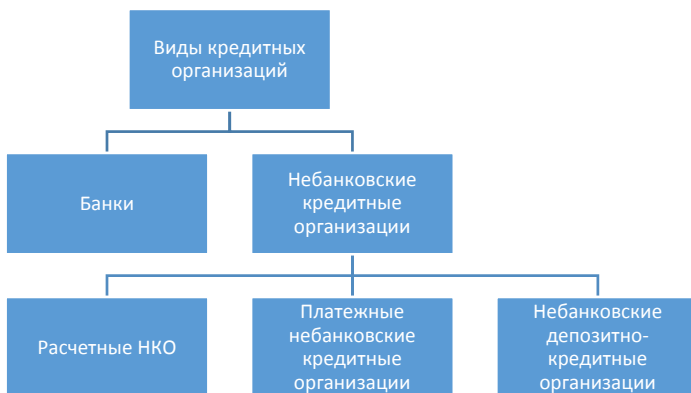 Виды кредитных
организаций
Банки
Небанковские
кредитные
организации
Расчетные НКО
Платежные
небанковские
кредитные
организации
Небанковские
депозитно-
кредитные
организации